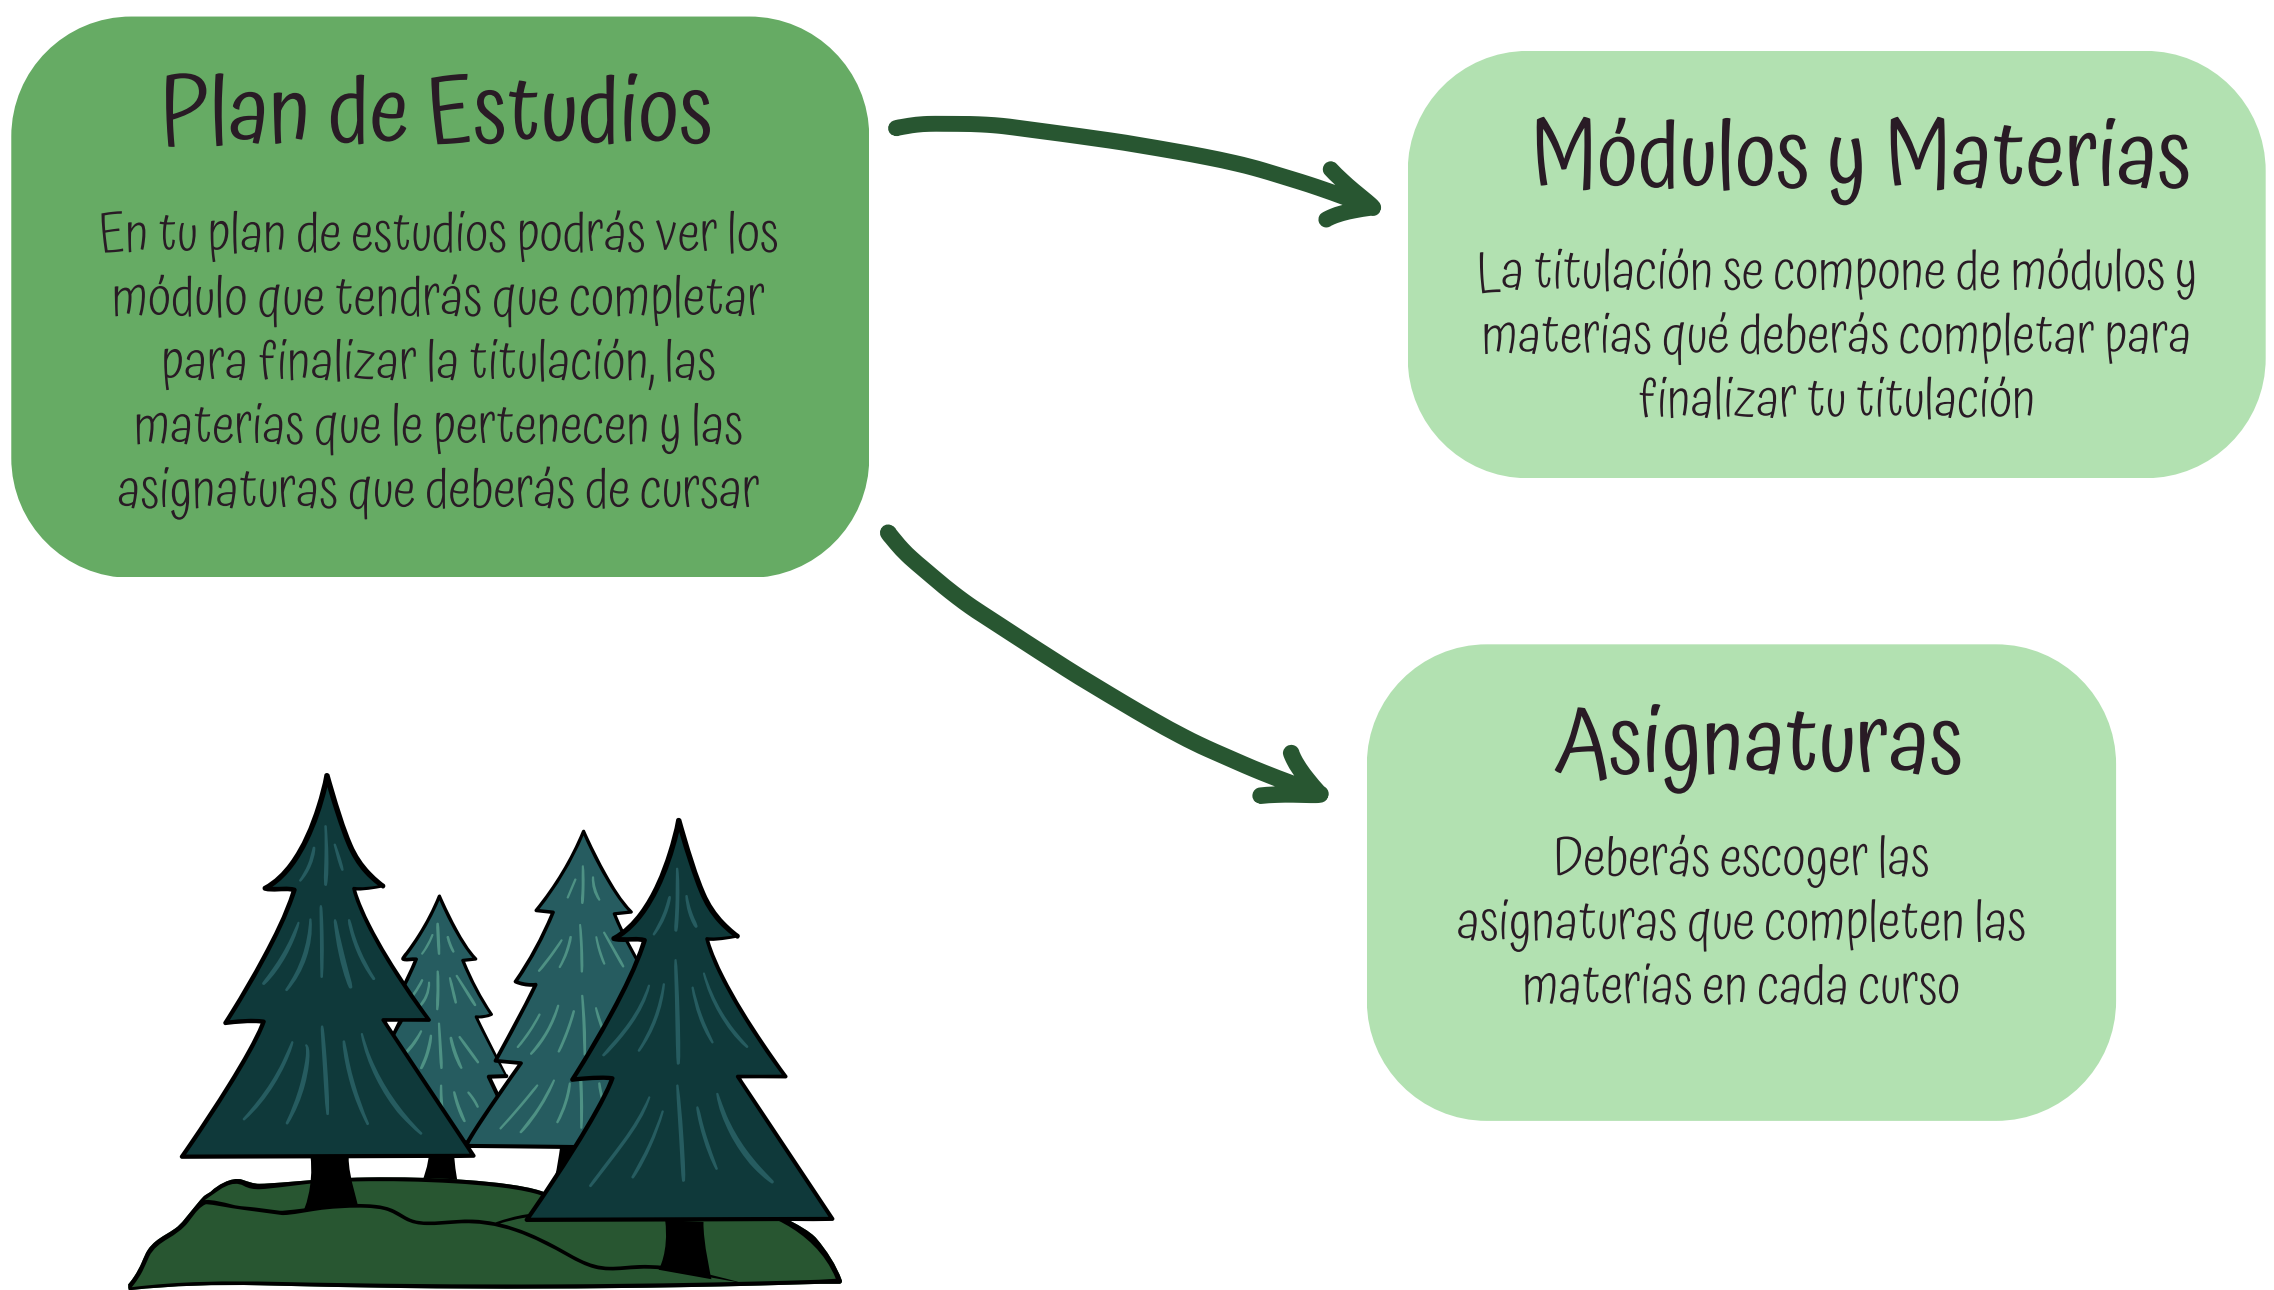 Plan de Estudios
En tu plan de estudios podrás ver los
módulo que tendrás que completar
para finalizar la titulación, las
materias que le pertenecen y las
asignaturas que deberás de cursar
Módulos y Materias
La titulación se compone de módulos y
materias qué deberás completar para
finalizar tu titulación
Asignaturas
Deberás escoger las
asignaturas que completen las
materias en cada curso